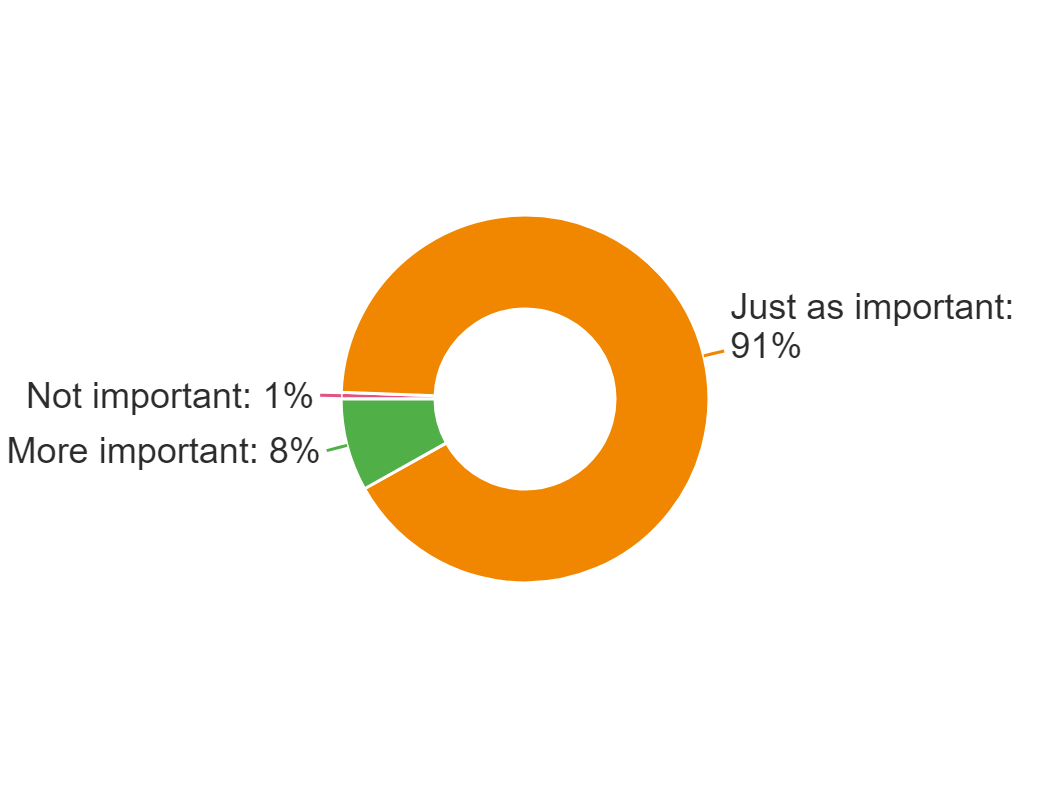 Just as important:
91%
Not important: 1%
More important: 8%